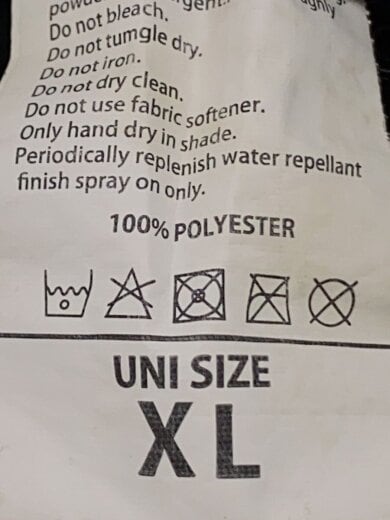 Do not bleach.
Do not tumgle dry.
Do not iron.
Do not dry clean.
Do not use fabric softener.
Only hand dry in shade.
Periodically replenish water repellant
finish spray on only.
100% POLYESTER
UNI SIZE
XL